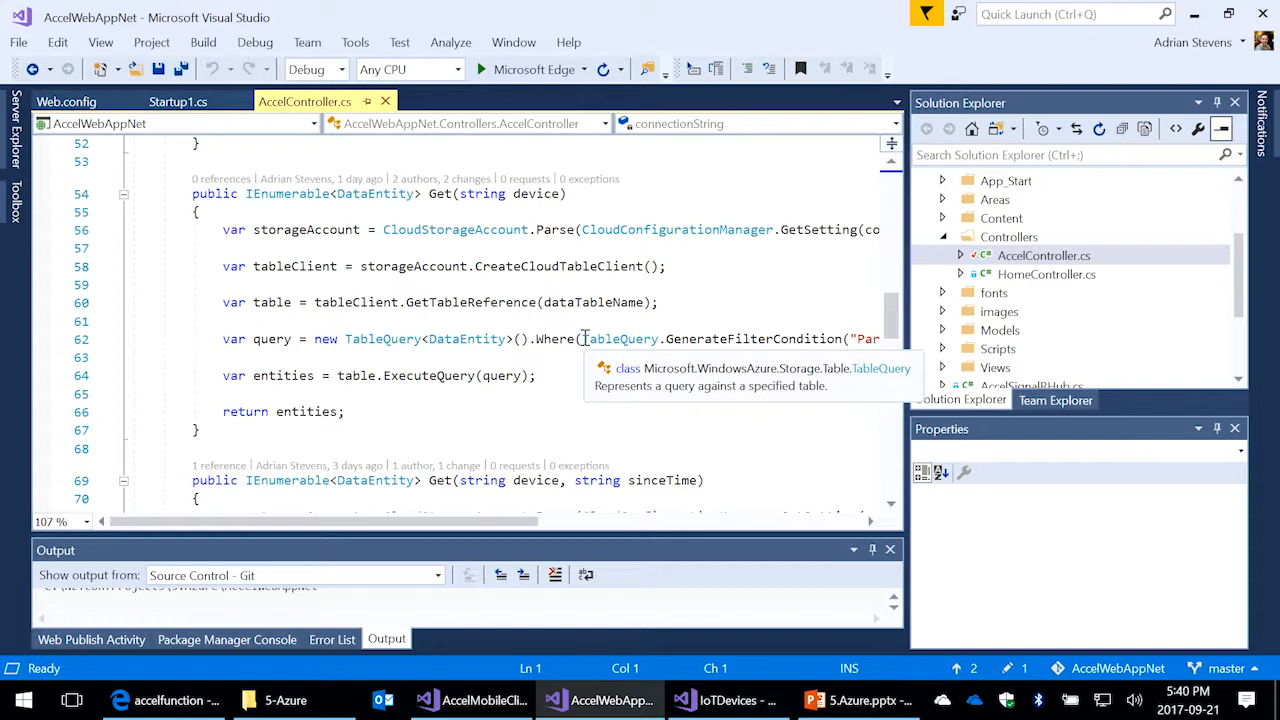 AccelWebAppNet - Microsoft Visual Studio
Quick Launch (Ctrl+Q)
File Edit View Project Build Debug Team Tools Test Analyze Window Help
Adrian Stevens
Debug Any CPU Microsoft Edge
Server Explorer
Toolbox
Notifications
Web.config Startup1.cs AccelController.cs
AccelWebAppNet AccelWebAppNet.Controllers.AccelController connectionString
52 }
53
0 references | Adrian Stevens, 1 day ago | 2 authors, 2 changes | 0 requests | 0 exceptions
54 public IEnumerable<DataEntity> Get(string device)
55 {
56 var storageAccount = CloudStorageAccount.Parse(CloudConfigurationManager.GetSetting(co
57
58 var tableClient = storageAccount.CreateCloudTableClient();
59
60 var table = tableClient.GetTableReference(dataTableName);
61
62 var query = new TableQuery<DataEntity>().Where(TableQuery.GenerateFilterCondition("Par
63
class Microsoft.WindowsAzure.Storage.Table.TableQuery
Represents a query against a specified table.
64 var entities = table.ExecuteQuery(query);
65
66 return entities;
67 }
68
1 reference | Adrian Stevens, 3 days ago | 1 author, 1 change | 0 requests | 0 exceptions
69 public IEnumerable<DataEntity> Get(string device, string sinceTime)
70 {
107 %
Output
Show output from: Source Control - Git
Web Publish Activity Package Manager Console Error List Output
Solution Explorer
Search Solution Explorer (Ctrl+;)
App_Start
Areas
Content
Controllers
C# AccelController.cs
C# HomeController.cs
fonts
images
Models
Scripts
Views
AccelSignalRHub.cs
Solution Explorer Team Explorer
Properties
Ready Ln 1 Col 1 Ch 1 INS 2 1 AccelWebAppNet master
accelfunction - ... 5-Azure AccelMobileCli... AccelWebApp... IoTDevices - ... 5.Azure.pptx - ...
5:40 PM
2017-09-21